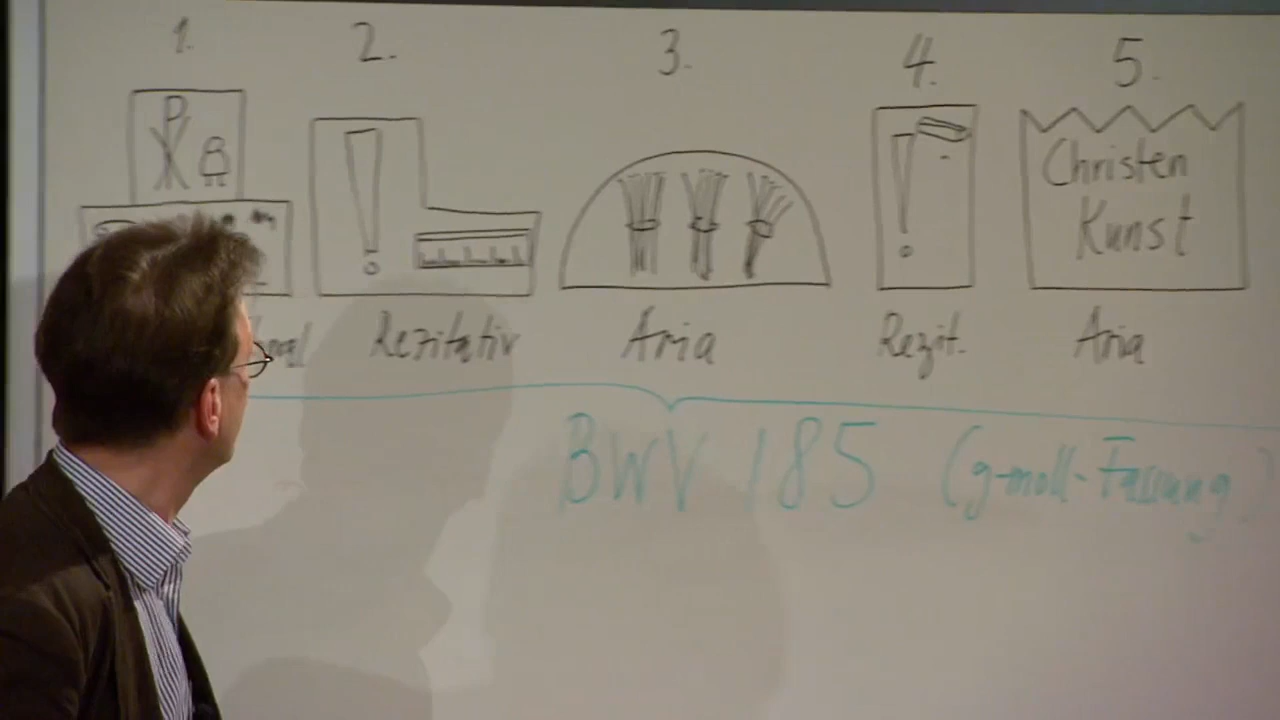 1. 2. 3. 4. 5.
Christen
Kunst
Rezitativ Aria Rezit. Aria
BWV 185 (g-moll-Fassung)